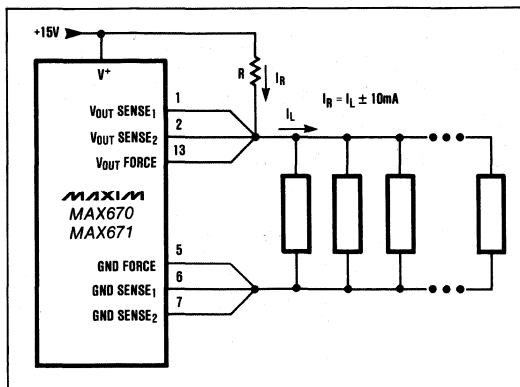 +15V
V+
R
IR
IL
IR = IL ± 10mA
VOUT SENSE1 1
VOUT SENSE2 2
VOUT FORCE 13
MAXIM
MAX670
MAX671
GND FORCE 5
GND SENSE1 6
GND SENSE2 7